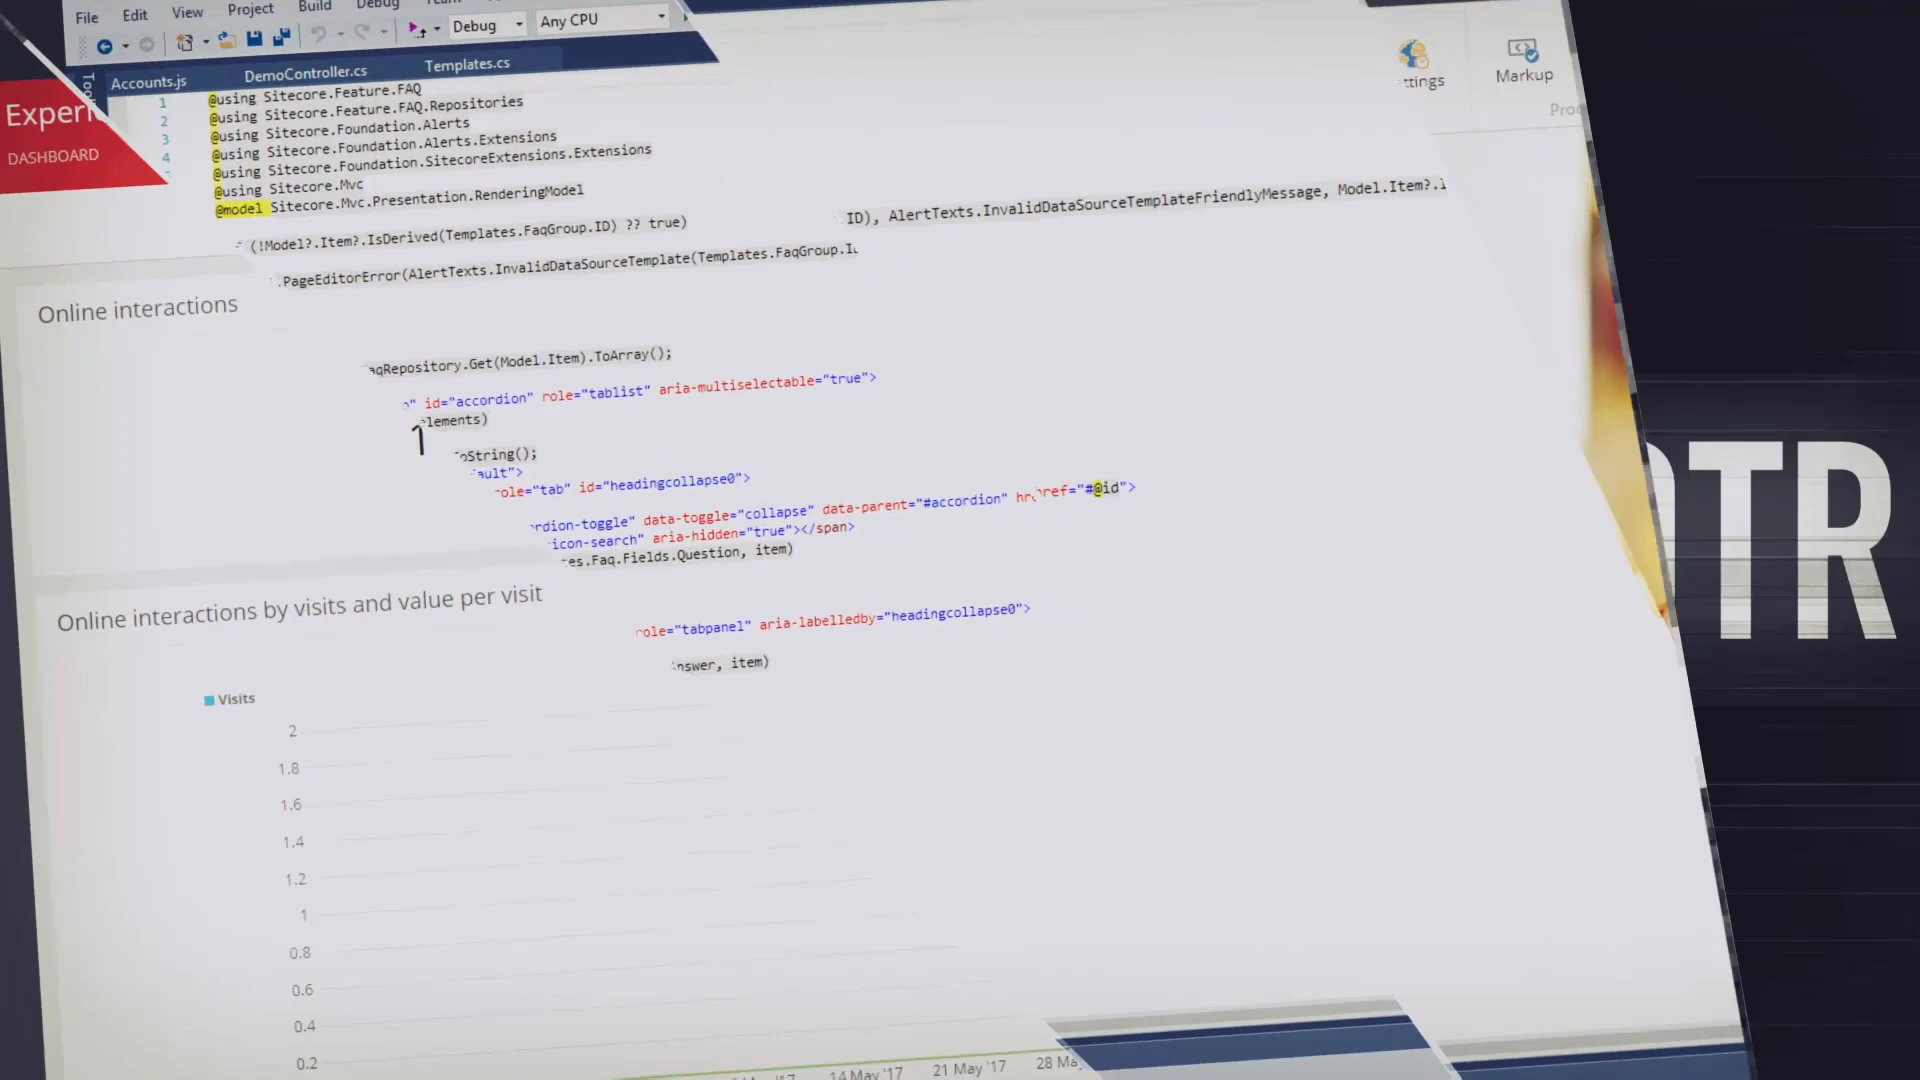 File Edit View Project Build Debug
Debug Any CPU
Accounts.js DemoController.cs Templates.cs
ttings Markup
DASHBOARD
1 @using Sitecore.Feature.FAQ
2 @using Sitecore.Feature.FAQ.Repositories
3 @using Sitecore.Foundation.Alerts
4 @using Sitecore.Foundation.Alerts.Extensions
@using Sitecore.Foundation.SitecoreExtensions.Extensions
@using Sitecore.Mvc
@model Sitecore.Mvc.Presentation.RenderingModel
(!Model?.Item?.IsDerived(Templates.FaqGroup.ID) ?? true)
ID), AlertTexts.InvalidDataSourceTemplateFriendlyMessage, Model.Item?.
.PageEditorError(AlertTexts.InvalidDataSourceTemplate(Templates.FaqGroup.
Online interactions
aqRepository.Get(Model.Item).ToArray();
" id="accordion" role="tablist" aria-multiselectable="true">
lements)
oString();
ault">
ole="tab" id="headingcollapse0">
rdion-toggle" data-toggle="collapse" data-parent="#accordion" href="#@id">
icon-search" aria-hidden="true"></span>
es.Faq.Fields.Question, item)
Online interactions by visits and value per visit
role="tabpanel" aria-labelledby="headingcollapse0">
nswer, item)
Visits
2
1.8
1.6
1.4
1.2
1
0.8
0.6
0.4
0.2
14 May '17 21 May '17 28
TR